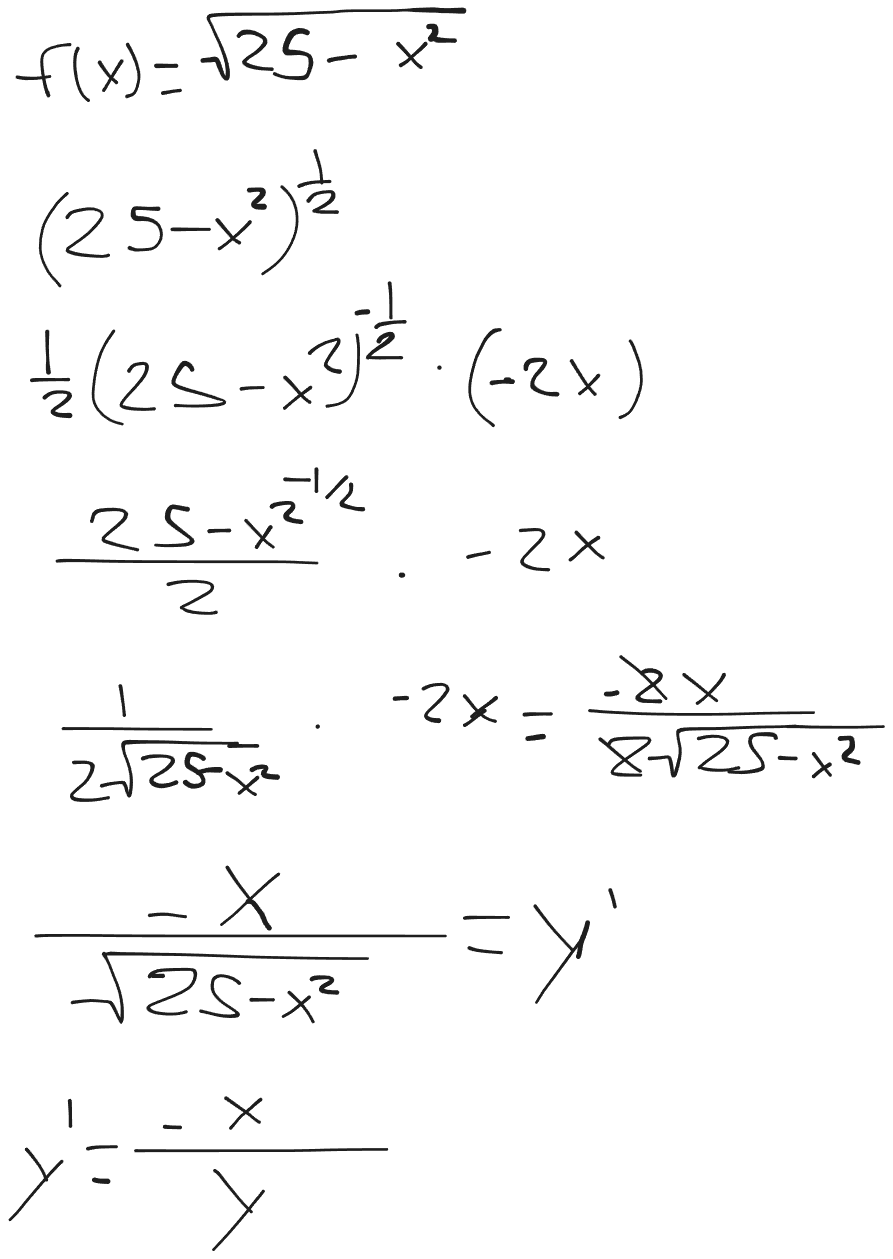 f(x) = √(25 - x²)
(25 - x²)^(1/2)
1/2 (25 - x²)^(-1/2) · (-2x)
(25 - x²^(-1/2))/2 · -2x
1/(2√(25 - x²)) · -2x = -2x/(2√(25 - x²))
-x/√(25 - x²) = y'
y' = -x/y